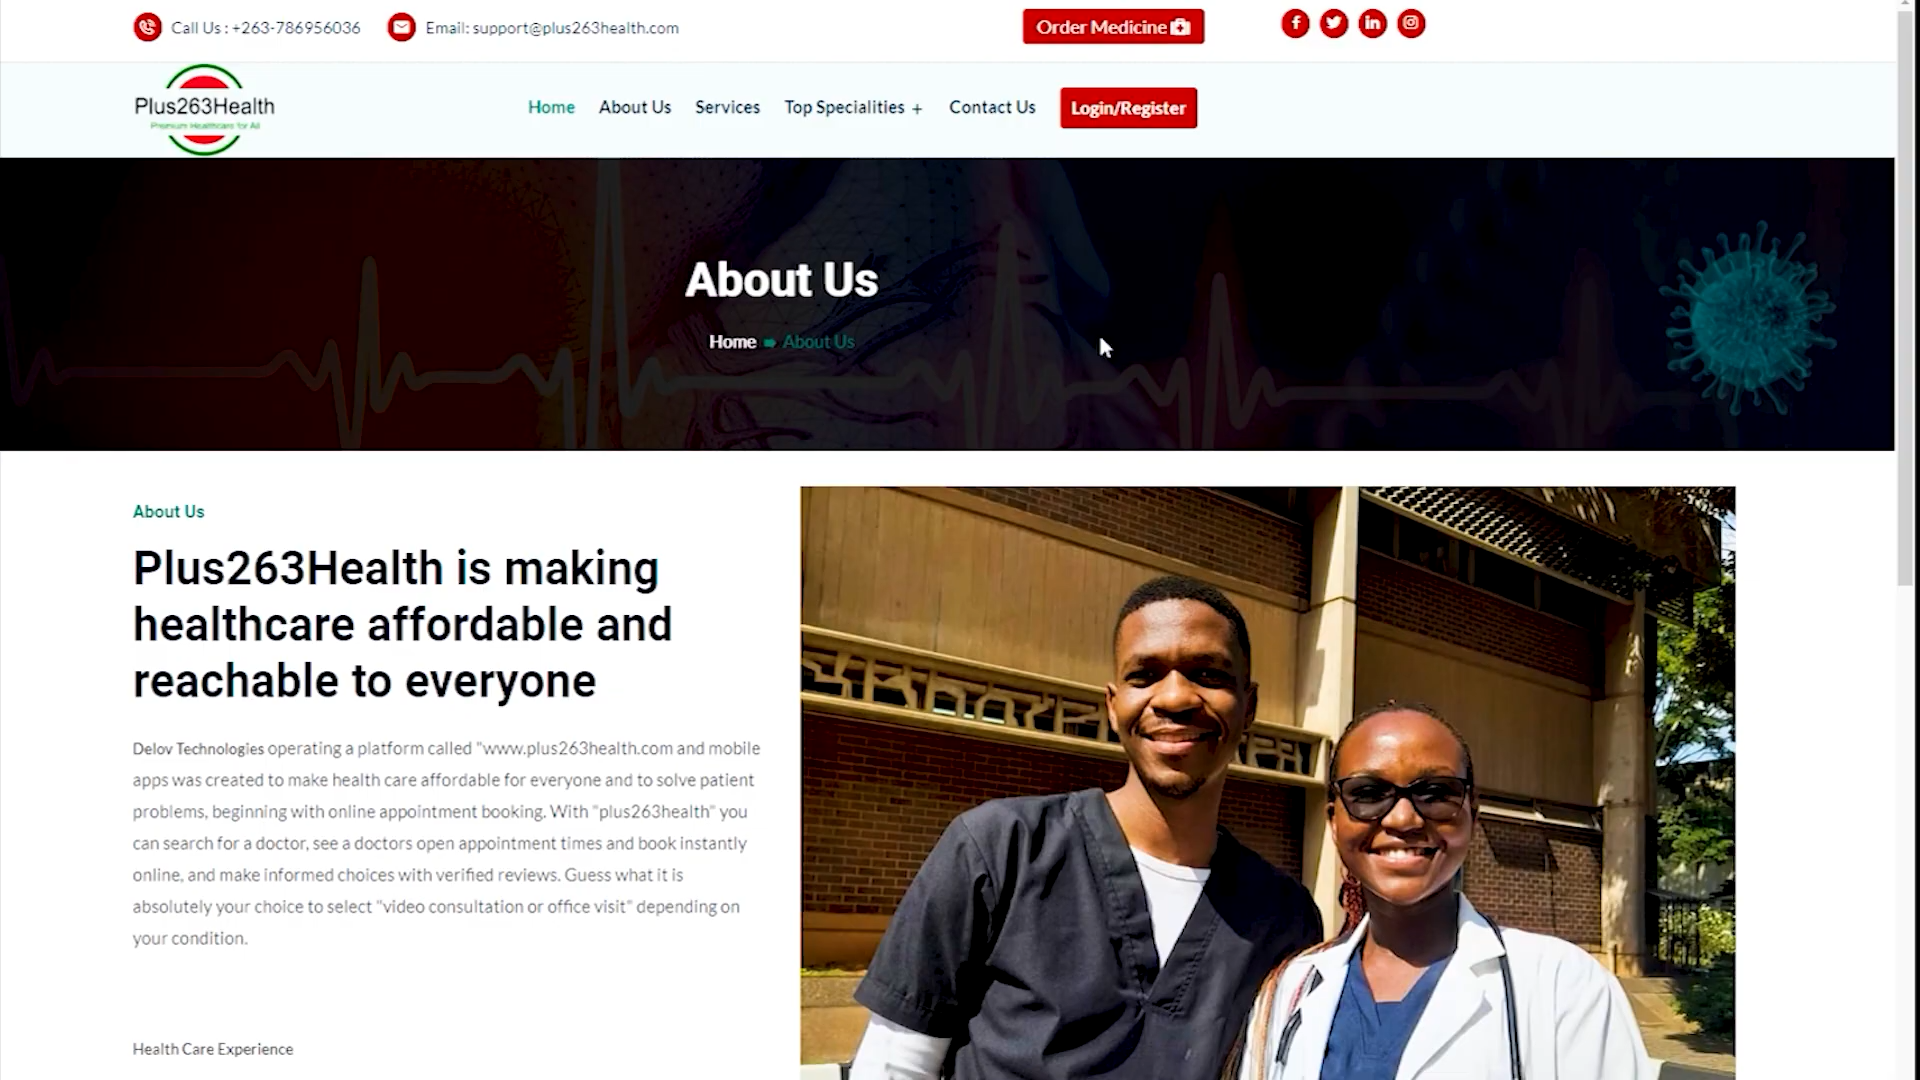 Call Us : +263-786956036
Email: support@plus263health.com
Order Medicine
Plus263Health
Premium Healthcare for All
Home
About Us
Services
Top Specialities +
Contact Us
Login/Register
About Us
Home
About Us
About Us
Plus263Health is making
healthcare affordable and
reachable to everyone
Delov Technologies operating a platform called "www.plus263health.com and mobile
apps was created to make health care affordable for everyone and to solve patient
problems, beginning with online appointment booking. With "plus263health" you
can search for a doctor, see a doctors open appointment times and book instantly
online, and make informed choices with verified reviews. Guess what it is
absolutely your choice to select "video consultation or office visit" depending on
your condition.
Health Care Experience